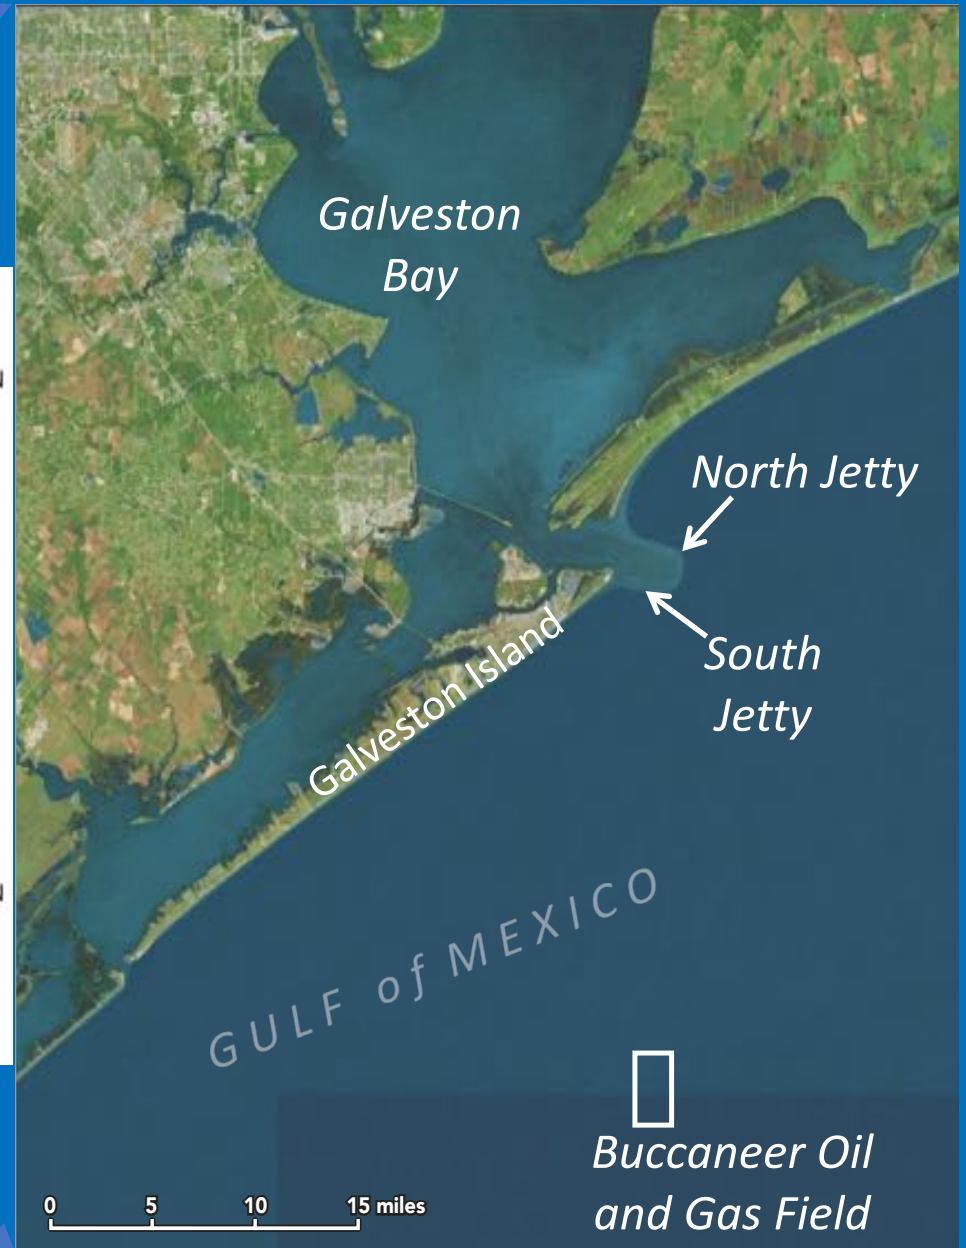 Galveston
Bay
North Jetty
South
Jetty
Galveston Island
GULF of MEXICO
Buccaneer Oil
and Gas Field
0 5 10 15 miles